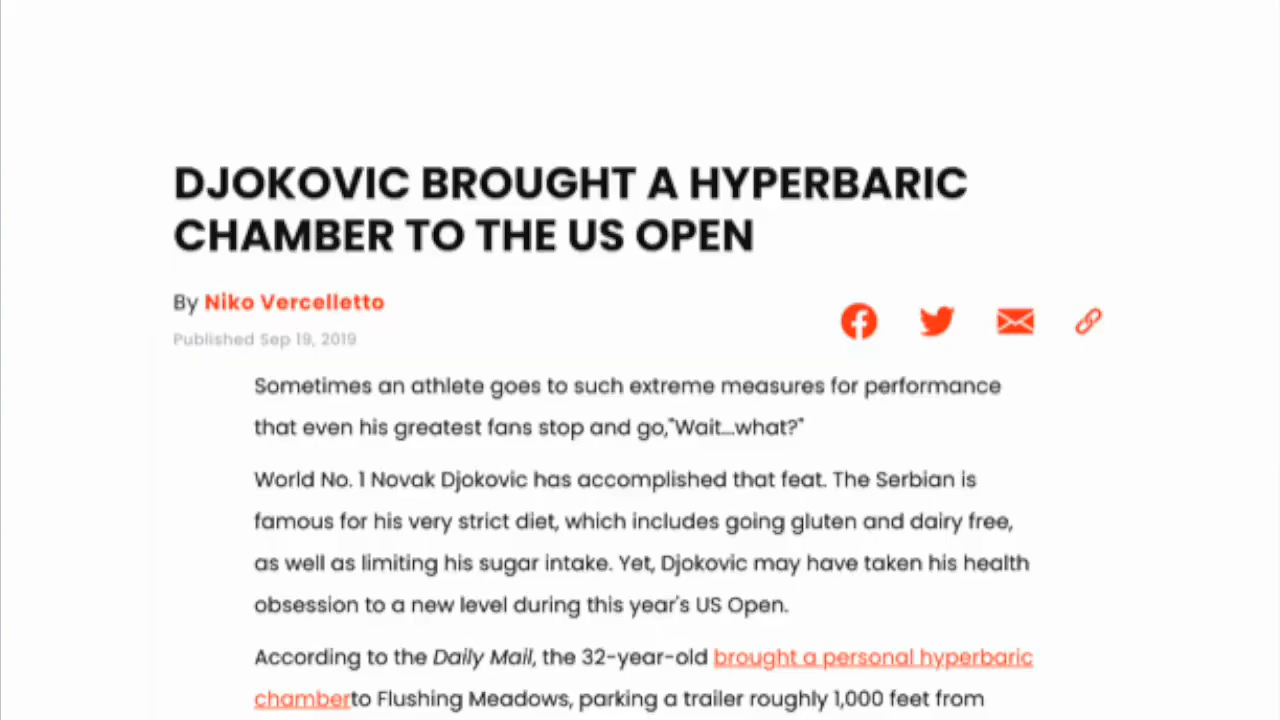 DJOKOVIC BROUGHT A HYPERBARIC
CHAMBER TO THE US OPEN
By Niko Vercelletto
Published Sep 19, 2019
Sometimes an athlete goes to such extreme measures for performance
that even his greatest fans stop and go,"Wait...what?"
World No. 1 Novak Djokovic has accomplished that feat. The Serbian is
famous for his very strict diet, which includes going gluten and dairy free,
as well as limiting his sugar intake. Yet, Djokovic may have taken his health
obsession to a new level during this year's US Open.
According to the Daily Mail, the 32-year-old brought a personal hyperbaric
chamberto Flushing Meadows, parking a trailer roughly 1,000 feet from